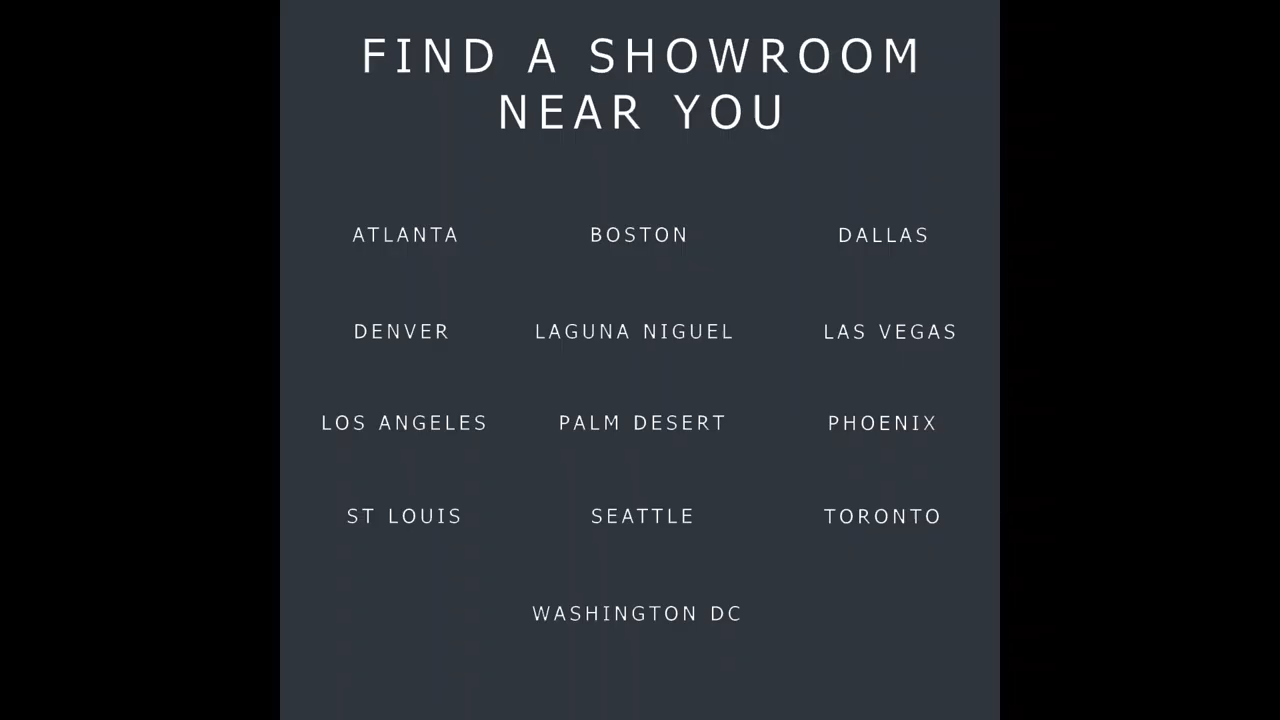 FIND A SHOWROOM
NEAR YOU
ATLANTA
BOSTON
DALLAS
DENVER
LAGUNA NIGUEL
LAS VEGAS
LOS ANGELES
PALM DESERT
PHOENIX
ST LOUIS
SEATTLE
TORONTO
WASHINGTON DC